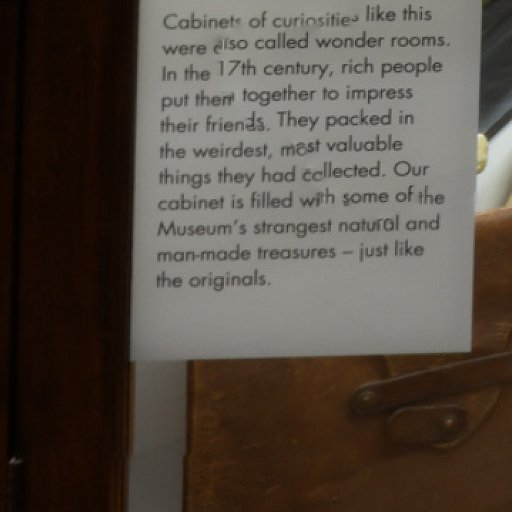 Cabinets of curiosities like this
were also called wonder rooms.
In the 17th century, rich people
put them together to impress
their friends. They packed in
the weirdest, most valuable
things they had collected. Our
cabinet is filled with some of the
Museum's strangest natural and
man-made treasures – just like
the originals.